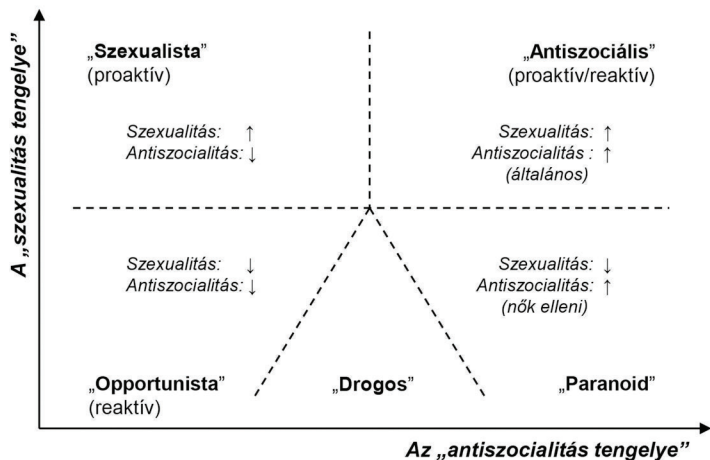 A „szexualitás tengelye”
„Szexualista”
(proaktív)
Szexualitás: ↑
Antiszocialitás: ↓
„Antiszociális”
(proaktív/reaktív)
Szexualitás: ↑
Antiszocialitás : ↑
(általános)
Szexualitás: ↓
Antiszocialitás: ↓
Szexualitás: ↓
Antiszocialitás: ↑
(nők elleni)
„Opportunista”
(reaktív)
„Drogos”
„Paranoid”
Az „antiszocialitás tengelye”